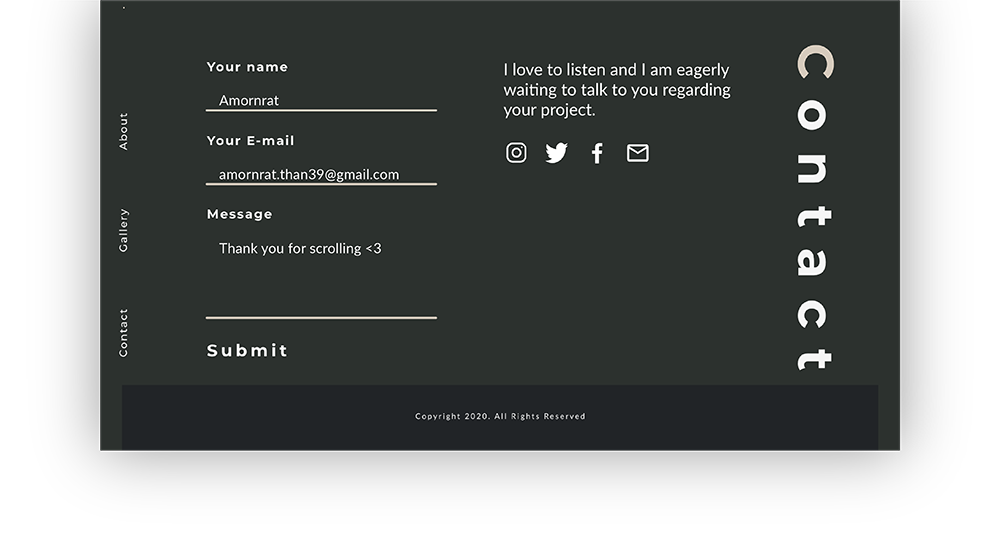 About
Gallery
Contact
Your name
Amornrat
Your E-mail
amornrat.than39@gmail.com
Message
Thank you for scrolling <3
Submit
I love to listen and I am eagerly
waiting to talk to you regarding
your project.
Contact
Copyright 2020. All Rights Reserved